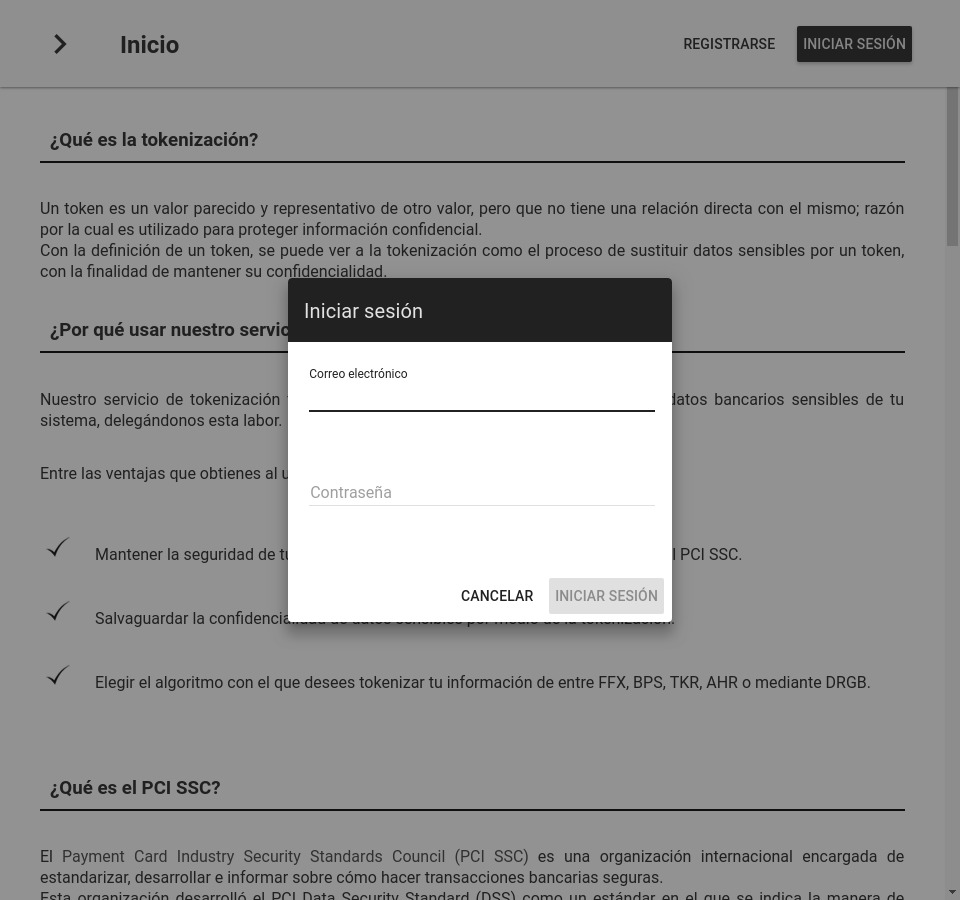 Inicio
REGISTRARSE
INICIAR SESIÓN
¿Qué es la tokenización?
Un token es un valor parecido y representativo de otro valor, pero que no tiene una relación directa con el mismo; razón
por la cual es utilizado para proteger información confidencial.
Con la definición de un token, se puede ver a la tokenización como el proceso de sustituir datos sensibles por un token,
con la finalidad de mantener su confidencialidad.
¿Por qué usar nuestro
Nuestro servicio de tokenización
datos bancarios sensibles de tu
sistema, delegándonos esta labor.
Entre las ventajas que obtienes al
Mantener la seguridad de
PCI SSC.
Salvaguardar la confidencialidad de datos sensibles por medio de la tokenización.
Elegir el algoritmo con el que desees tokenizar tu información de entre FFX, BPS, TKR, AHR o mediante DRGB.
¿Qué es el PCI SSC?
El Payment Card Industry Security Standards Council (PCI SSC) es una organización internacional encargada de
estandarizar, desarrollar e informar sobre cómo hacer transacciones bancarias seguras.
Esta organización desarrolló el PCI Data Security Standard (DSS) como un estándar en el que se indica la manera de
Iniciar sesión
Correo electrónico
Contraseña
CANCELAR
INICIAR SESIÓN